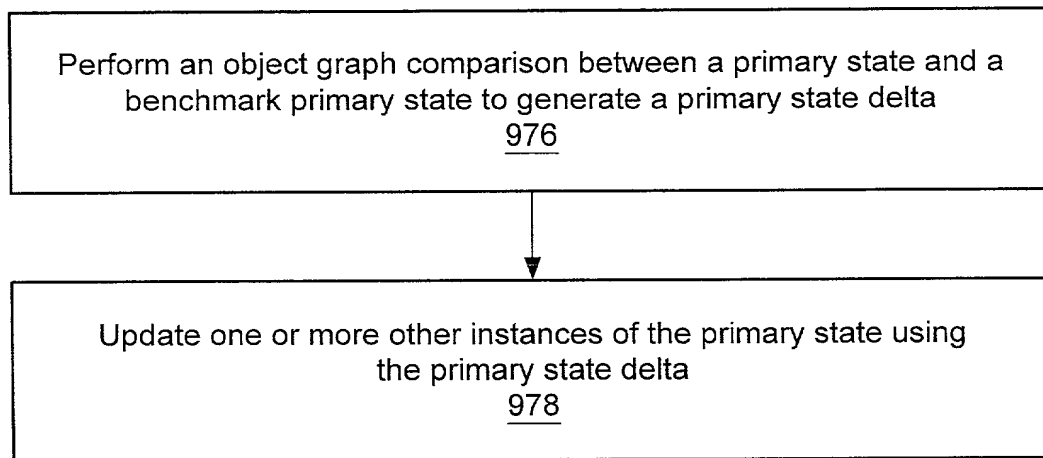 Perform an object graph comparison between a primary state and a
benchmark primary state to generate a primary state delta
976
Update one or more other instances of the primary state using
the primary state delta
978